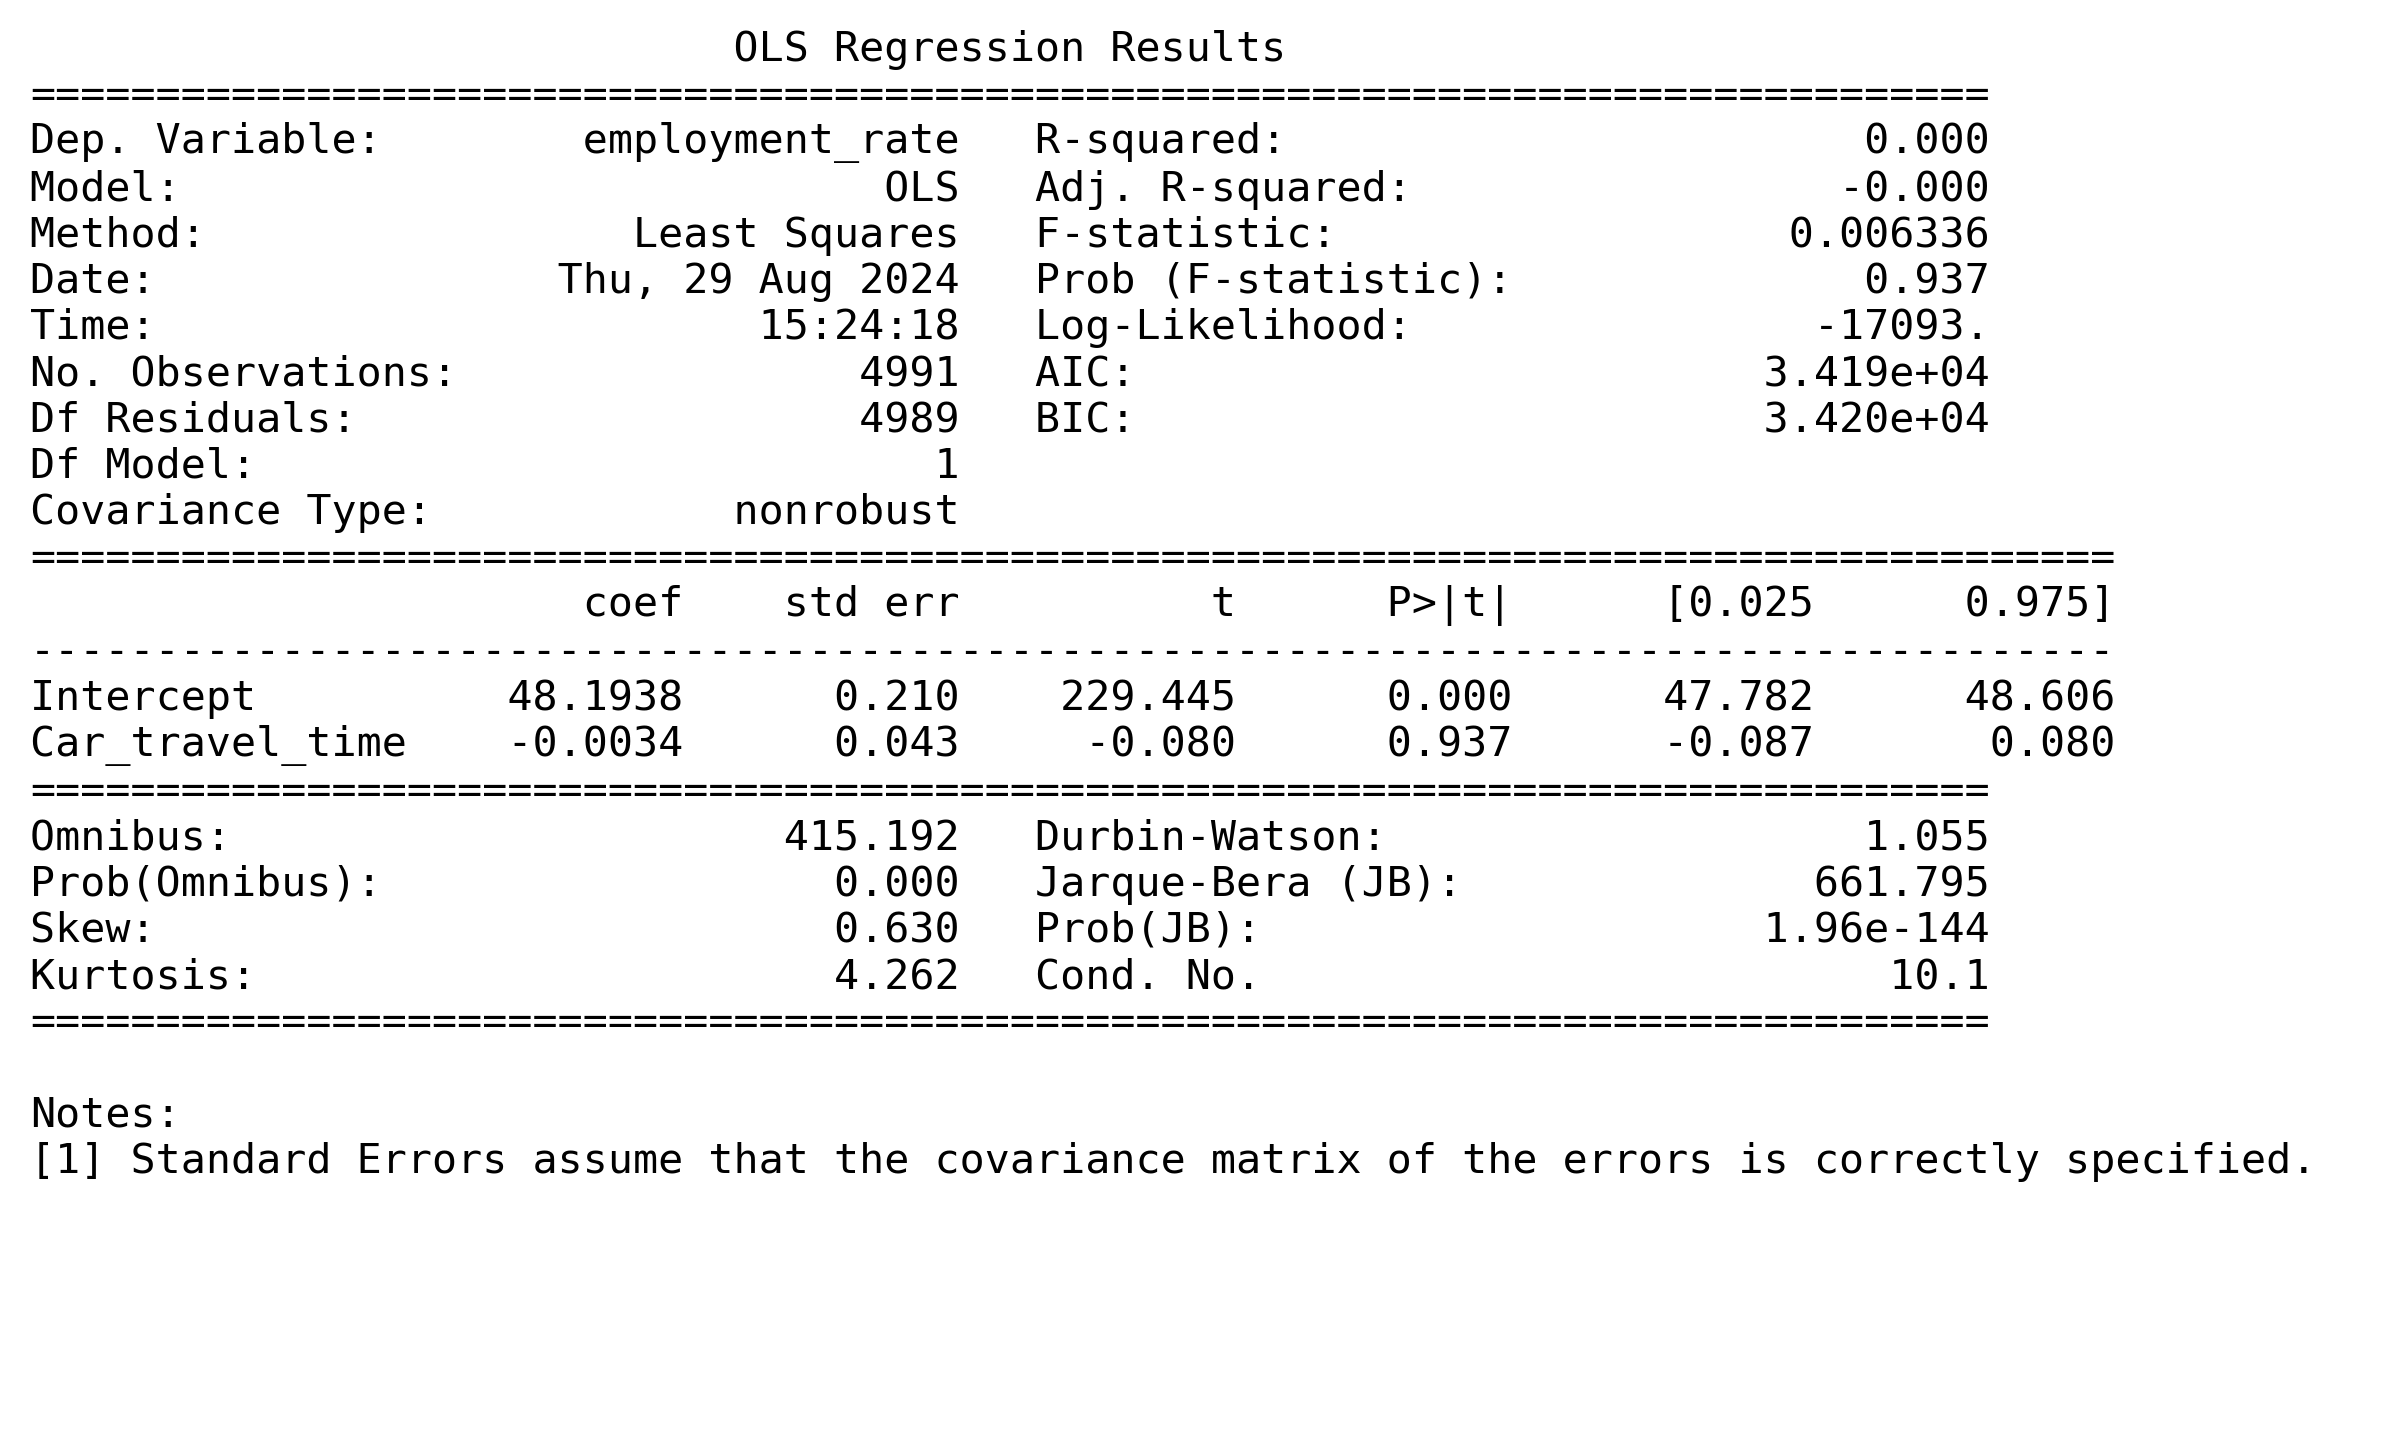 OLS Regression Results
==============================================================================
Dep. Variable:        employment_rate   R-squared:                       0.000
Model:                            OLS   Adj. R-squared:                 -0.000
Method:                 Least Squares   F-statistic:                  0.006336
Date:                Thu, 29 Aug 2024   Prob (F-statistic):              0.937
Time:                        15:24:18   Log-Likelihood:                -17093.
No. Observations:                4991   AIC:                         3.419e+04
Df Residuals:                    4989   BIC:                         3.420e+04
Df Model:                           1
Covariance Type:            nonrobust
===================================================================================
                      coef    std err          t      P>|t|      [0.025      0.975]
-----------------------------------------------------------------------------------
Intercept          48.1938      0.210    229.445      0.000      47.782      48.606
Car_travel_time    -0.0034      0.043     -0.080      0.937      -0.087       0.080
==============================================================================
Omnibus:                      415.192   Durbin-Watson:                   1.055
Prob(Omnibus):                  0.000   Jarque-Bera (JB):              661.795
Skew:                           0.630   Prob(JB):                    1.96e-144
Kurtosis:                       4.262   Cond. No.                         10.1
==============================================================================

Notes:
[1] Standard Errors assume that the covariance matrix of the errors is correctly specified.